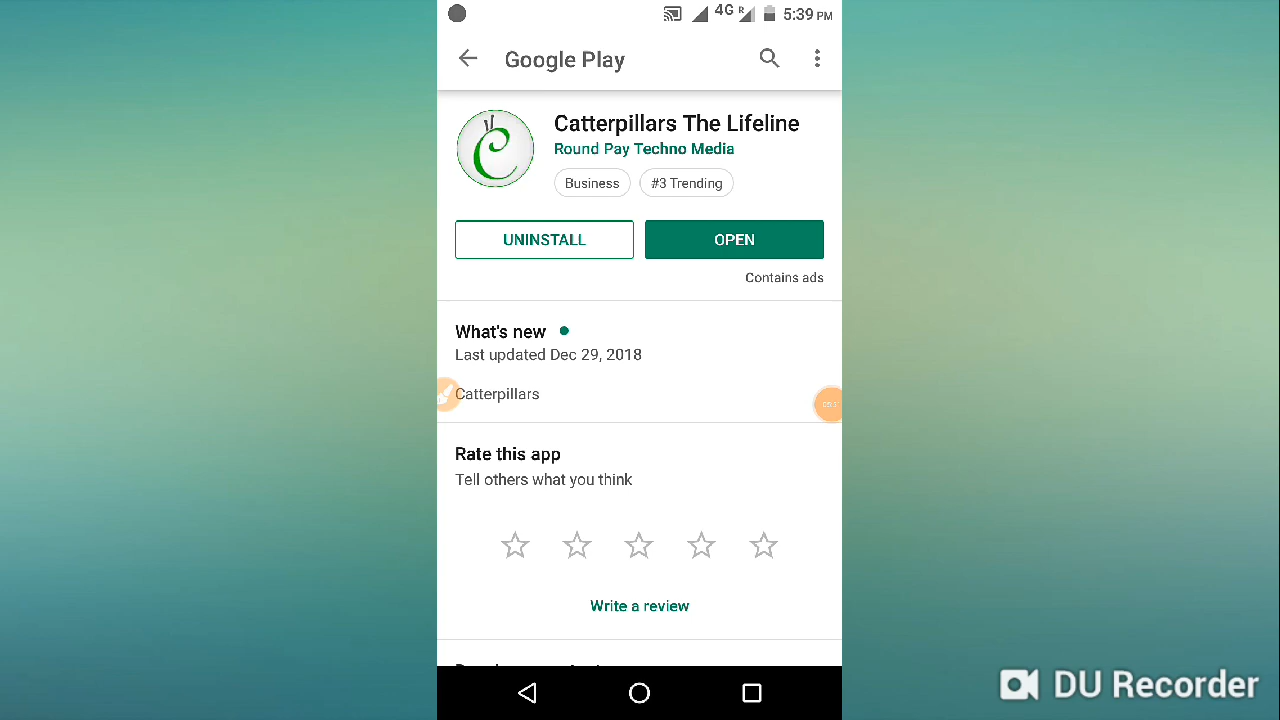 4G R 5:39 PM
Google Play
Catterpillars The Lifeline
Round Pay Techno Media
Business #3 Trending
UNINSTALL OPEN
Contains ads
What's new
Last updated Dec 29, 2018
Catterpillars
Rate this app
Tell others what you think
Write a review
DU Recorder